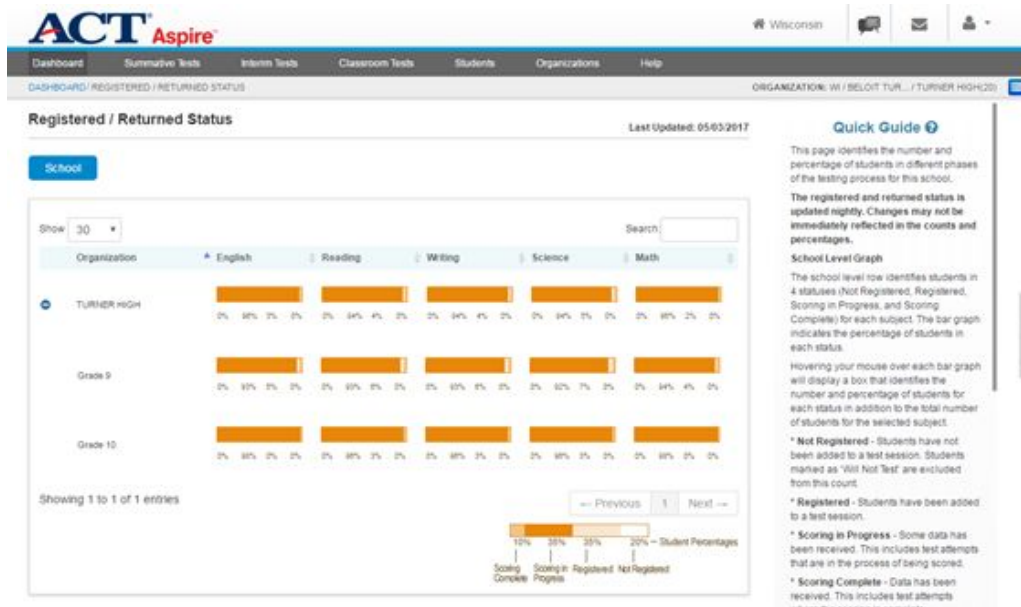 ACT Aspire
Wisconsin
Dashboard Summative Tests Interim Tests Classroom Tests Students Organizations Help
DASHBOARD/ REGISTERED / RETURNED STATUS
ORGANIZATION: WI / BELOIT TUR... / TURNER HIGH(20)
Registered / Returned Status
Last Updated: 05/03/2017
School
Show 30
Search:
Organization English Reading Writing Science Math
TURNER HIGH
Grade 9
Grade 10
Showing 1 to 1 of 1 entries
← Previous 1 Next →
10% 35% 35% 20% – Student Percentages
Scoring Complete
Scoring in Progress
Registered
Not Registered
Quick Guide
This page identifies the number and
percentage of students in different phases
of the testing process for this school.
The registered and returned status is
updated nightly. Changes may not be
immediately reflected in the counts and
percentages.
School Level Graph
The school level row identifies students in
4 statuses (Not Registered, Registered,
Scoring in Progress, and Scoring
Complete) for each subject. The bar graph
indicates the percentage of students in
each status.
Hovering your mouse over each bar graph
will display a box that identifies the
number and percentage of students for
each status in addition to the total number
of students for the selected subject.
* Not Registered - Students have not
been added to a test session. Students
marked as 'Will Not Test' are excluded
from this count.
* Registered - Students have been added
to a test session.
* Scoring in Progress - Some data has
been received. This includes test attempts
that are in the process of being scored.
* Scoring Complete - Data has been
received. This includes test attempts